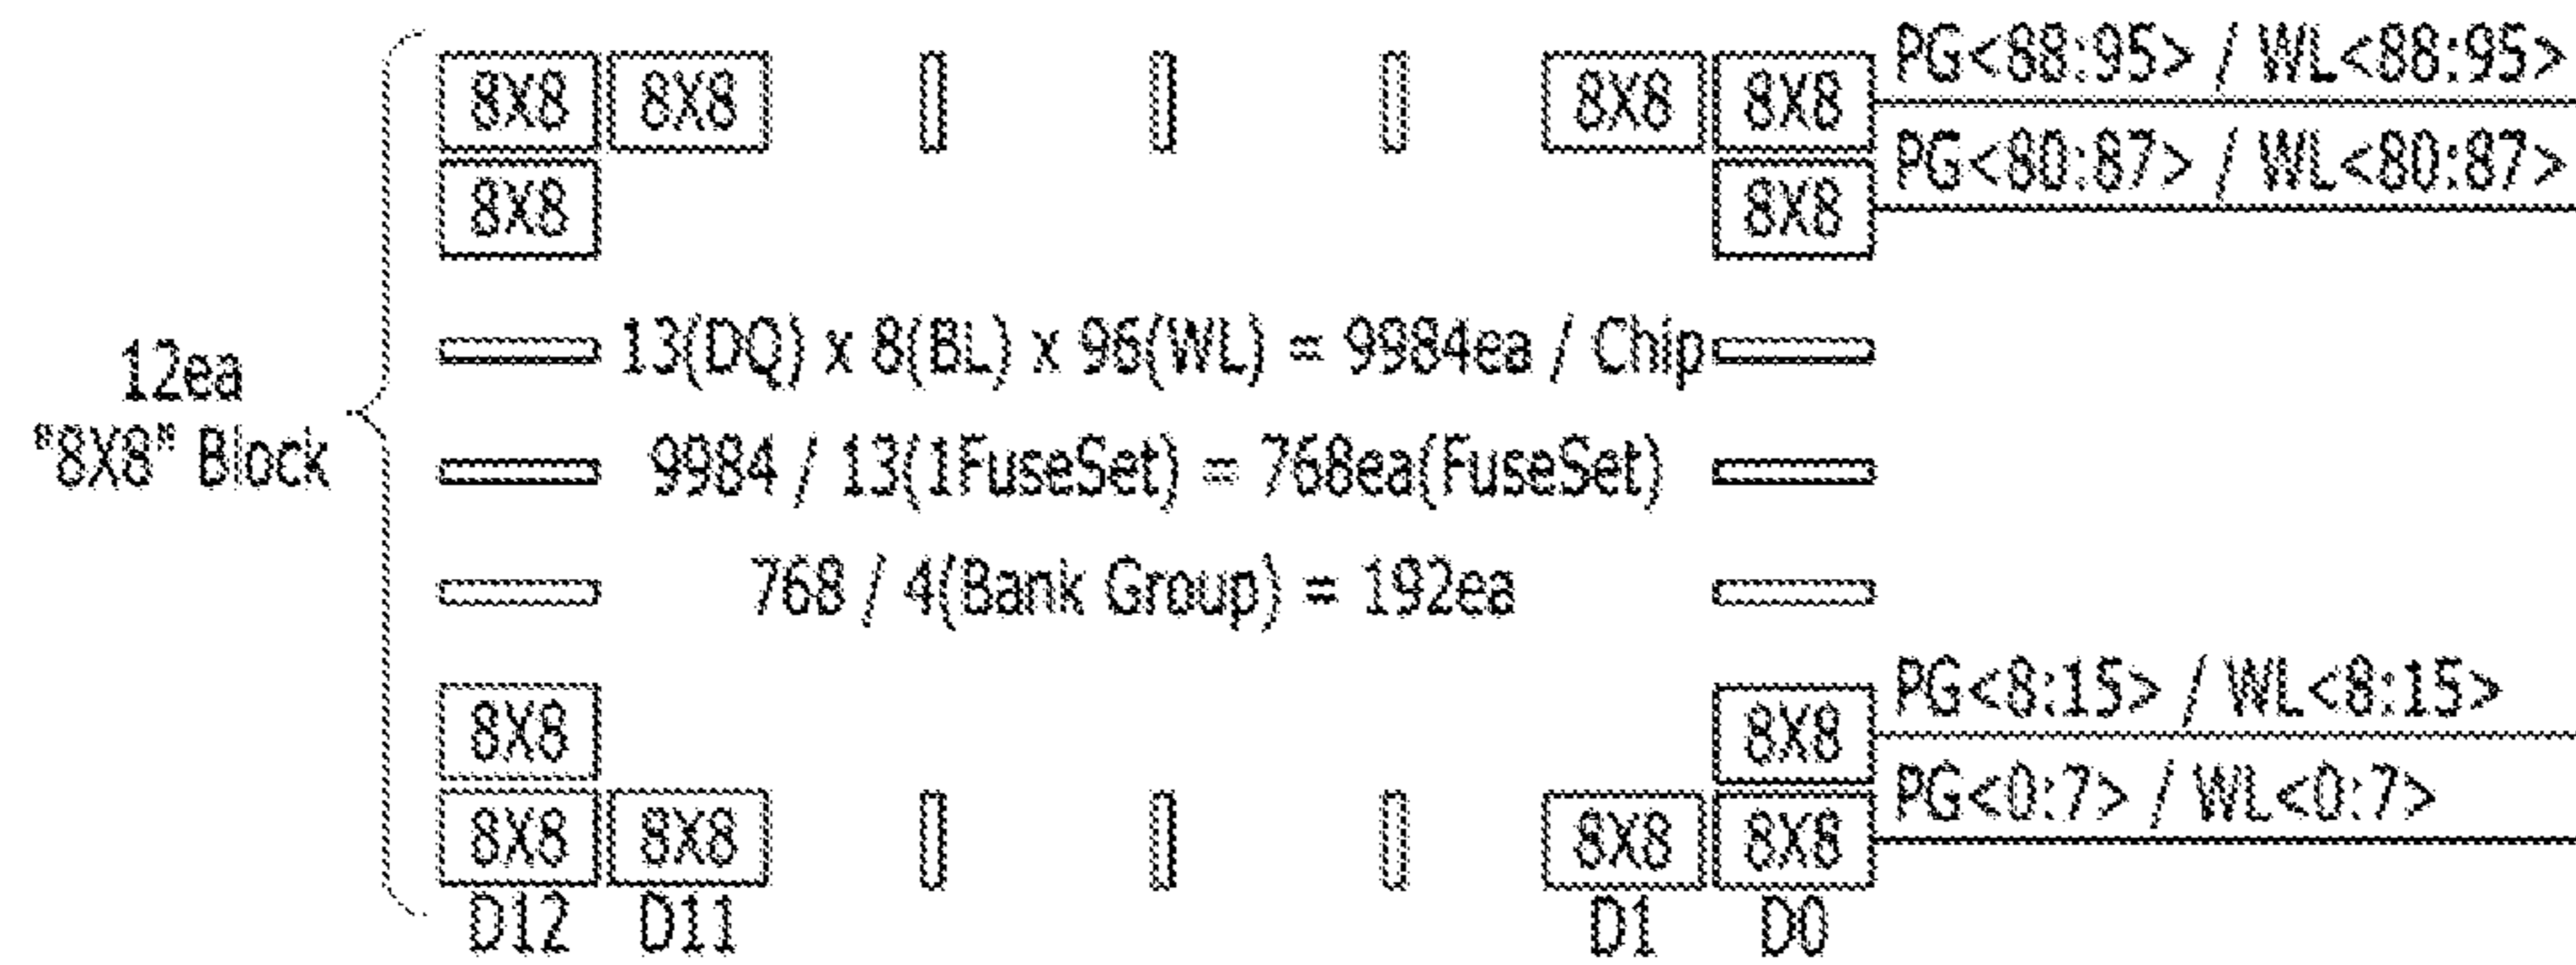 8X8 8X8 8X8 8X8 PG<88:95> / WL<88:95>
8X8 8X8 PG<80:87> / WL<80:87>
12ea
"8X8" Block
13(DQ) x 8(BL) x 96(WL) = 9984ea / Chip
9984 / 13(1FuseSet) = 768ea(FuseSet)
768 / 4(Bank Group) = 192ea
8X8 8X8 PG<8:15> / WL<8:15>
8X8 8X8 8X8 8X8 PG<0:7> / WL<0:7>
D12 D11 D1 D0